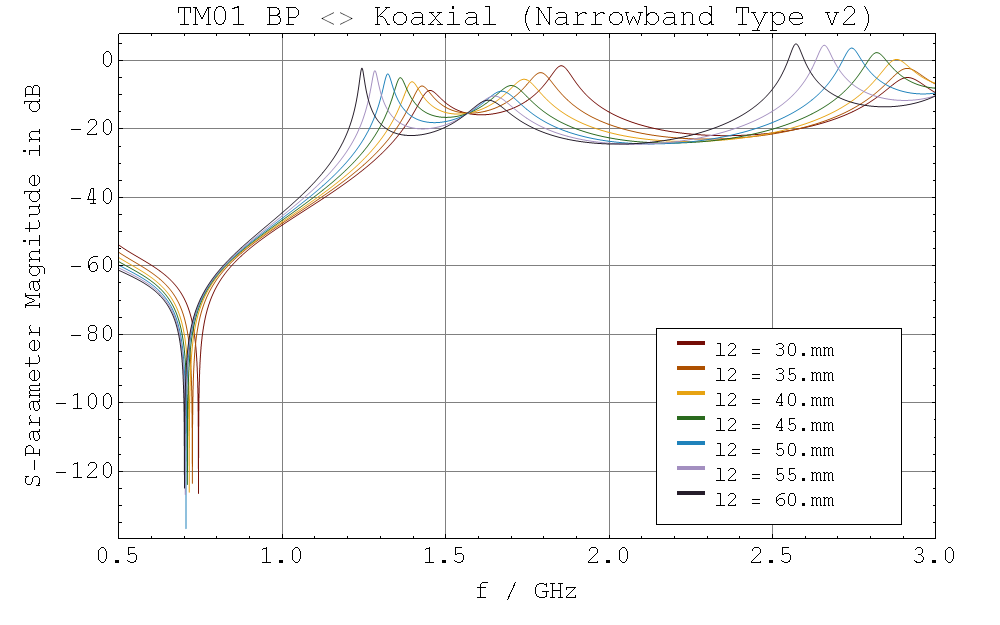 TM01 BP <> Koaxial (Narrowband Type v2)
S-Parameter Magnitude in dB
0
-20
-40
-60
-80
-100
-120
l2 = 30.mm
l2 = 35.mm
l2 = 40.mm
l2 = 45.mm
l2 = 50.mm
l2 = 55.mm
l2 = 60.mm
0.5 1.0 1.5 2.0 2.5 3.0
f / GHz